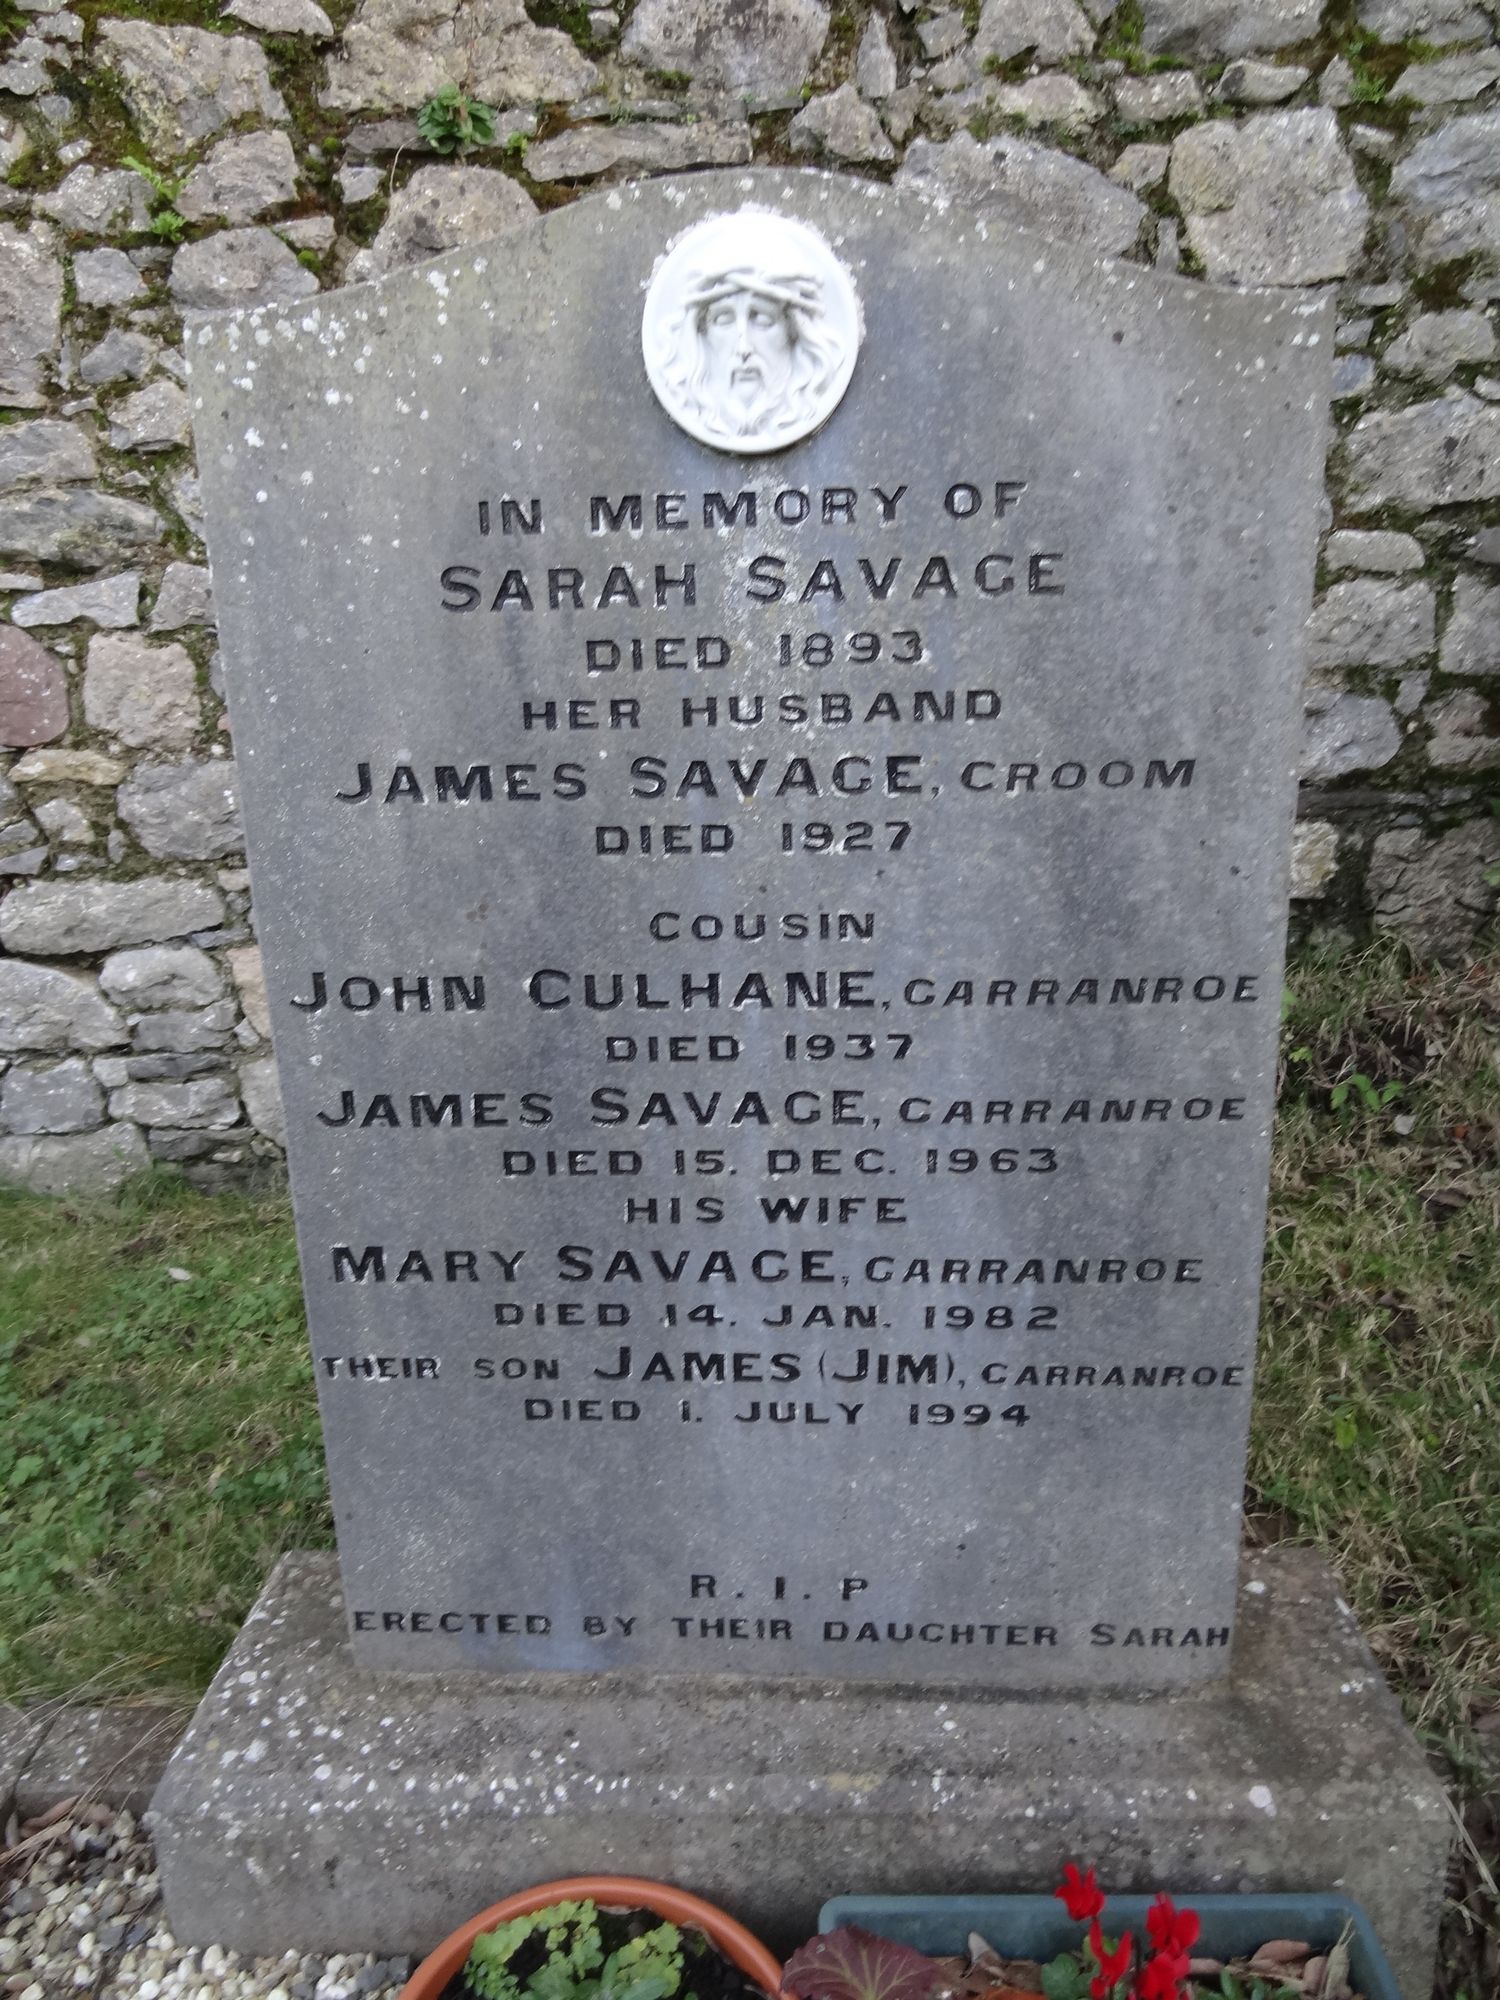 IN MEMORY OF
SARAH SAVAGE
DIED 1893
HER HUSBAND
JAMES SAVAGE, CROOM
DIED 1927
COUSIN
JOHN CULHANE, CARRANROE
DIED 1937
JAMES SAVAGE, CARRANROE
DIED 15. DEC. 1963
HIS WIFE
MARY SAVAGE, CARRANROE
DIED 14. JAN. 1982
THEIR SON JAMES (JIM), CARRANROE
DIED 1. JULY 1994
R. I. P
ERECTED BY THEIR DAUGHTER SARAH